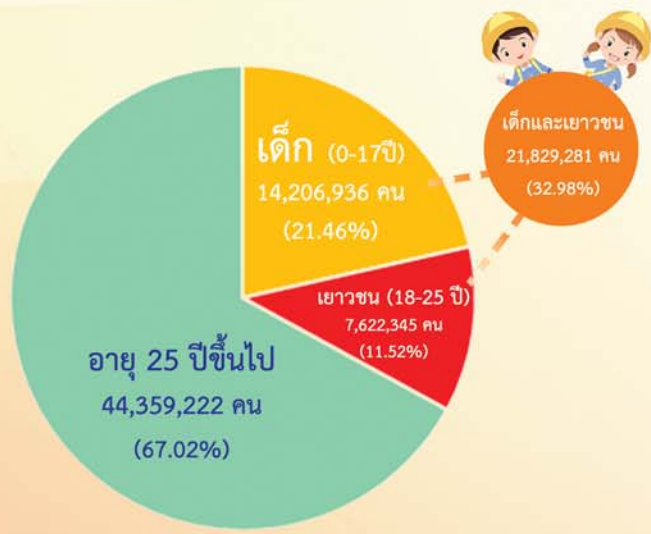 เด็กและเยาวชน
21,829,281 คน
(32.98%)
เด็ก (0-17ปี)
14,206,936 คน
(21.46%)
เยาวชน (18-25 ปี)
7,622,345 คน
(11.52%)
อายุ 25 ปีขึ้นไป
44,359,222 คน
(67.02%)